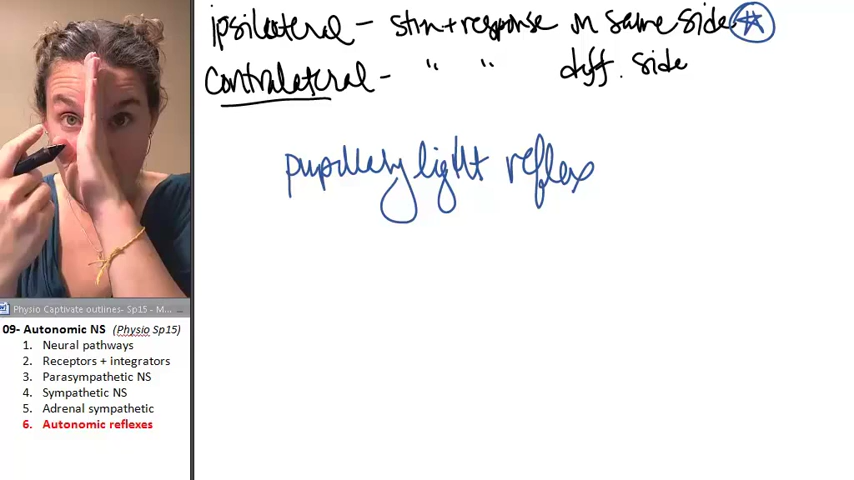 ipsilateral - stim + response on same side
contralateral - " " diff. side
pupillary light reflex
Physio Captivate outlines- Sp15 - M...
09- Autonomic NS (Physio Sp15)
1. Neural pathways
2. Receptors + integrators
3. Parasympathetic NS
4. Sympathetic NS
5. Adrenal sympathetic
6. Autonomic reflexes